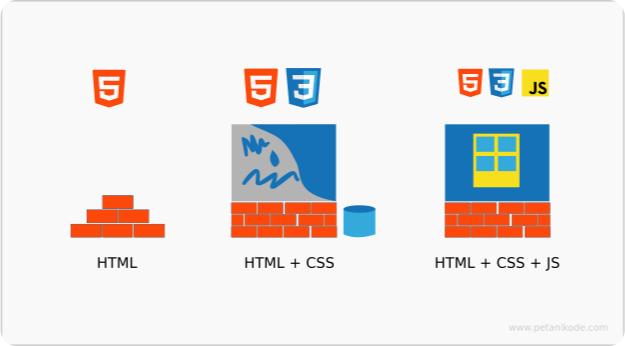 5
5 3
5 3 JS
HTML
HTML + CSS
HTML + CSS + JS
www.petanikode.com